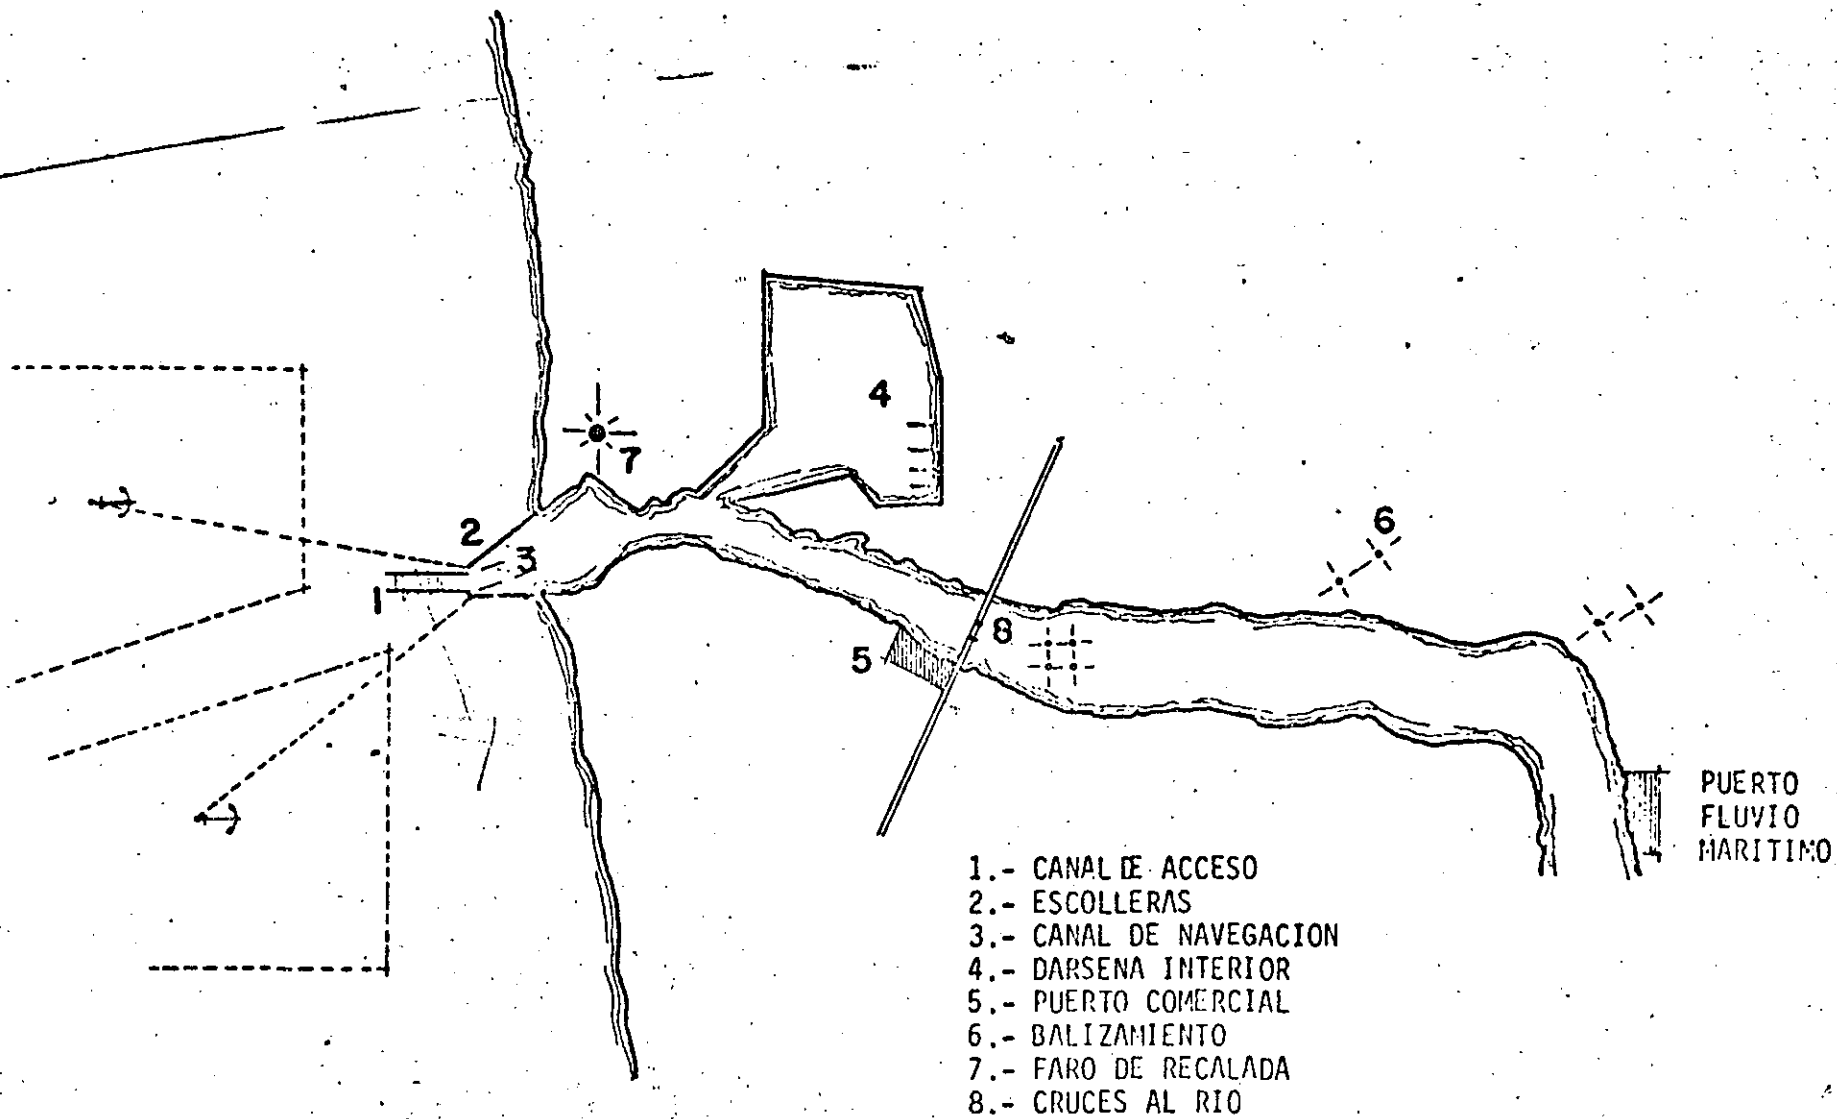 4
7
2
3
6
1
8
5
PUERTO
FLUVIO
MARITIMO
1.- CANAL DE ACCESO
2.- ESCOLLERAS
3.- CANAL DE NAVEGACION
4.- DARSENA INTERIOR
5.- PUERTO COMERCIAL
6.- BALIZAMIENTO
7.- FARO DE RECALADA
8.- CRUCES AL RIO